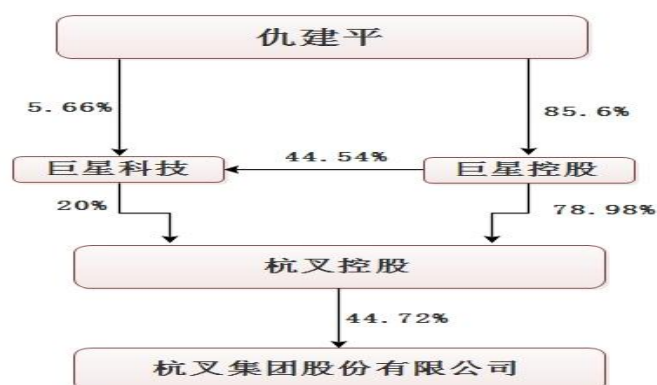 仇建平
5.66%
85.6%
巨星科技
44.54%
巨星控股
20%
78.98%
杭叉控股
44.72%
杭叉集团股份有限公司